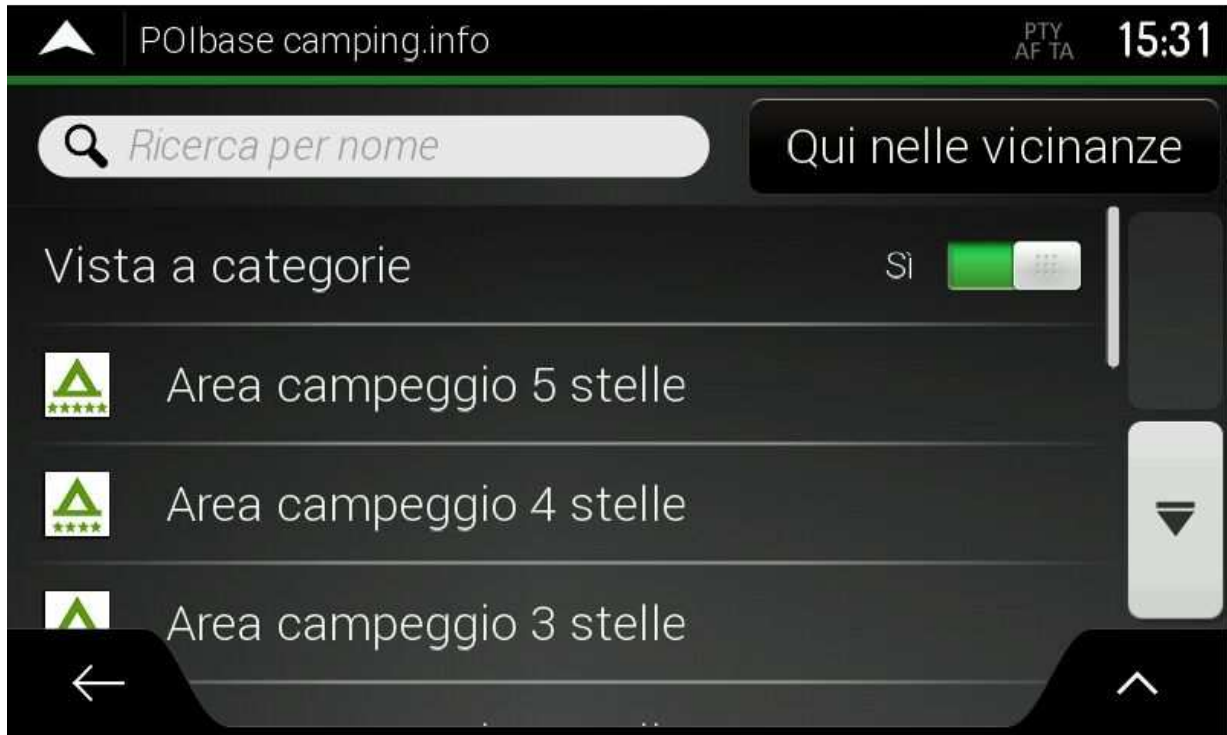 POIbase camping.info
PTY
AF TA
15:31
Ricerca per nome
Qui nelle vicinanze
Vista a categorie
Sì
Area campeggio 5 stelle
Area campeggio 4 stelle
Area campeggio 3 stelle